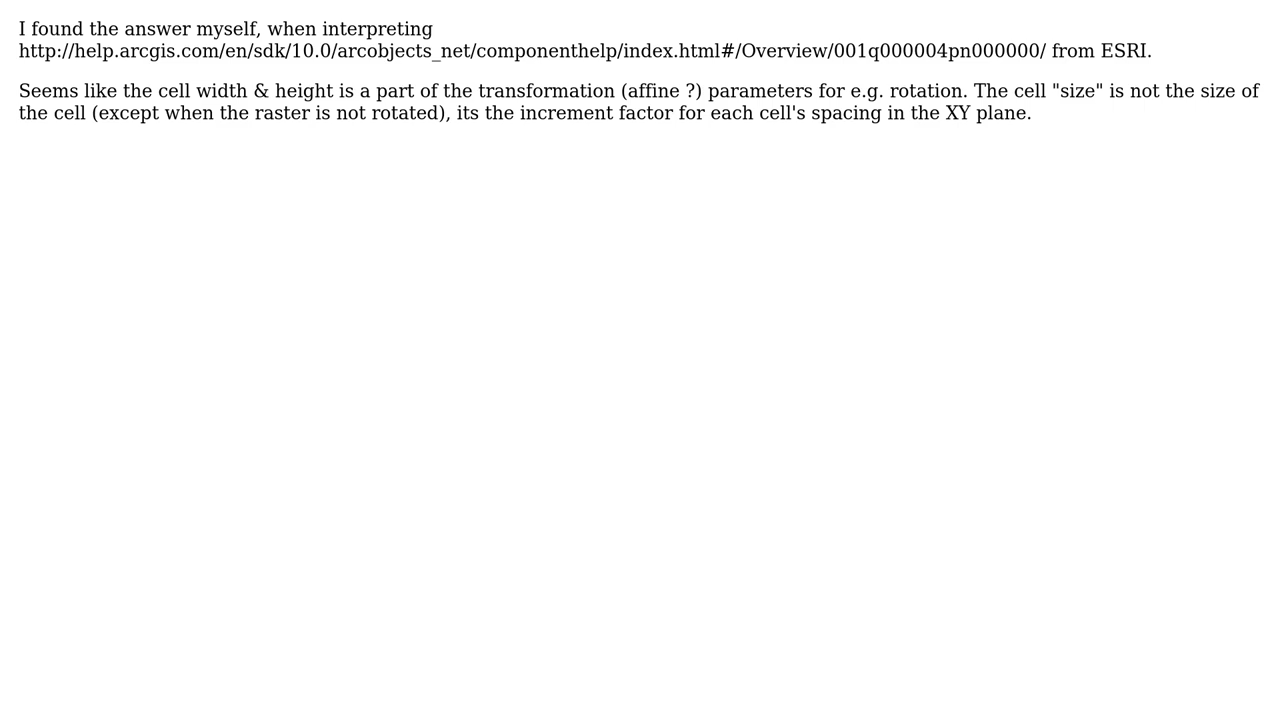 I found the answer myself, when interpreting
http://help.arcgis.com/en/sdk/10.0/arcobjects_net/componenthelp/index.html#/Overview/001q000004pn000000/ from ESRI.
Seems like the cell width & height is a part of the transformation (affine ?) parameters for e.g. rotation. The cell "size" is not the size of
the cell (except when the raster is not rotated), its the increment factor for each cell's spacing in the XY plane.